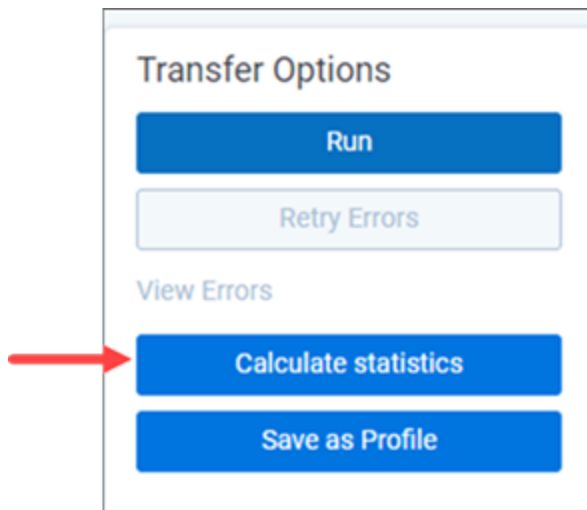 Transfer Options
Run
Retry Errors
View Errors
Calculate statistics
Save as Profile